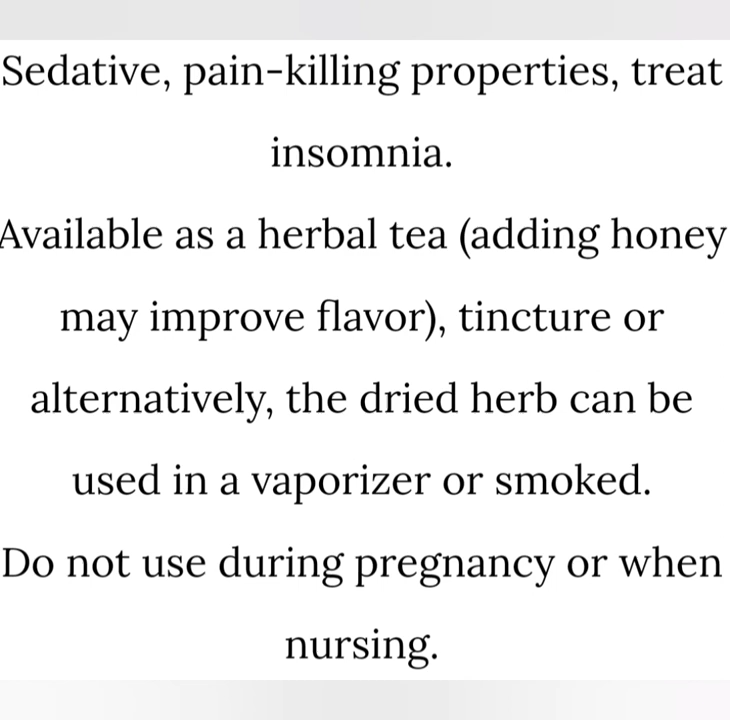 Sedative, pain-killing properties, treat
insomnia.
Available as a herbal tea (adding honey
may improve flavor), tincture or
alternatively, the dried herb can be
used in a vaporizer or smoked.
Do not use during pregnancy or when
nursing.